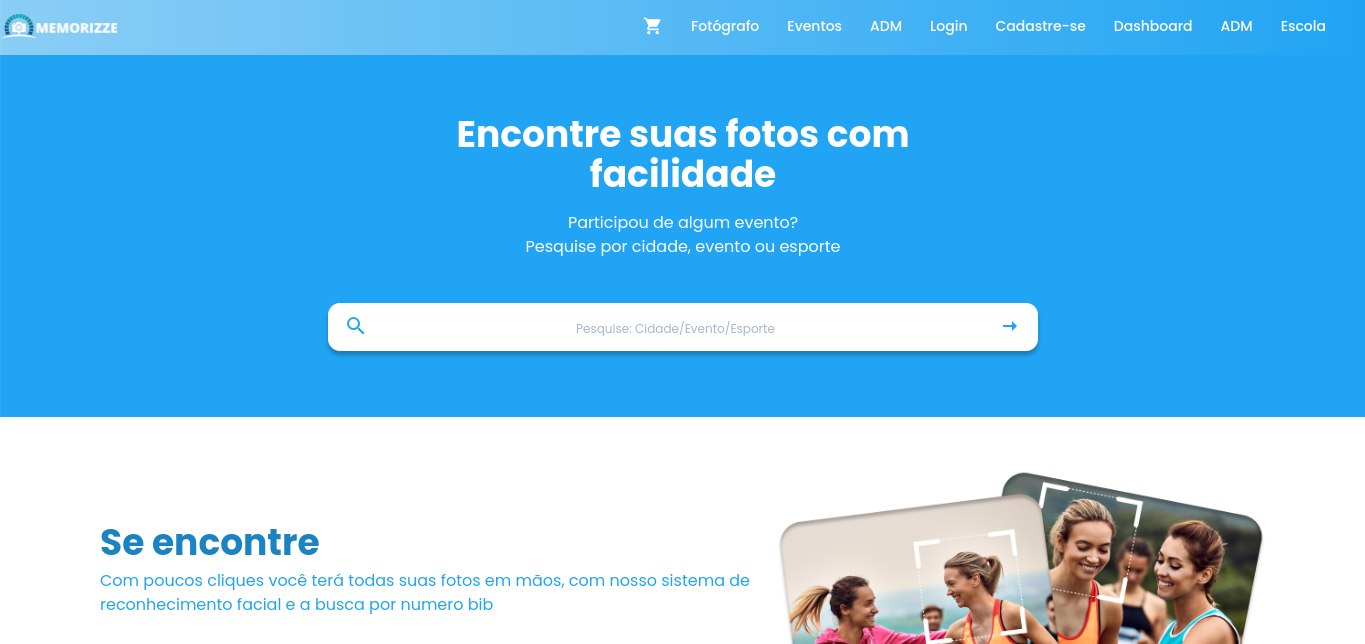 MEMORIZZE
Fotógrafo Eventos ADM Login Cadastre-se Dashboard ADM Escola
Encontre suas fotos com
facilidade
Participou de algum evento?
Pesquise por cidade, evento ou esporte
Pesquise: Cidade/Evento/Esporte
Se encontre
Com poucos cliques você terá todas suas fotos em mãos, com nosso sistema de
reconhecimento facial e a busca por numero bib